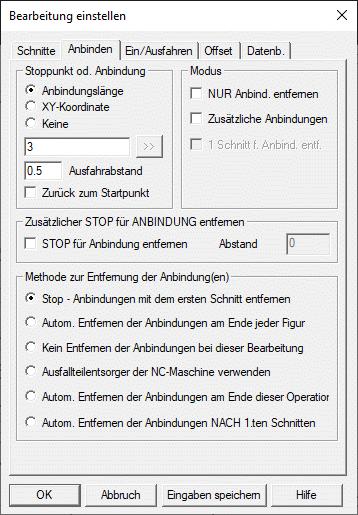 Bearbeitung einstellen
Schnitte Anbinden Ein/Ausfahren Offset Datenb.
Stoppunkt od. Anbindung
Anbindungslänge
XY-Koordinate
Keine
3 >>
0.5 Ausfahrabstand
Zurück zum Startpunkt
Modus
NUR Anbind. entfernen
Zusätzliche Anbindungen
1 Schnitt f. Anbind. entf.
Zusätzlicher STOP für ANBINDUNG entfernen
STOP für Anbindung entfernen Abstand 0
Methode zur Entfernung der Anbindung(en)
Stop - Anbindungen mit dem ersten Schnitt entfernen
Autom. Entfernen der Anbindungen am Ende jeder Figur
Kein Entfernen der Anbindungen bei dieser Bearbeitung
Ausfallteilentsorger der NC-Maschine verwenden
Autom. Entfernen der Anbindungen am Ende dieser Operation
Autom. Entfernen der Anbindungen NACH 1.ten Schnitten
OK Abbruch Eingaben speichern Hilfe